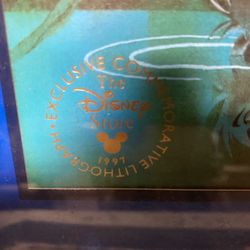 EXCLUSIVE COMMEMORATIVE LITHOGRAPH
The
Disney
Store
1997